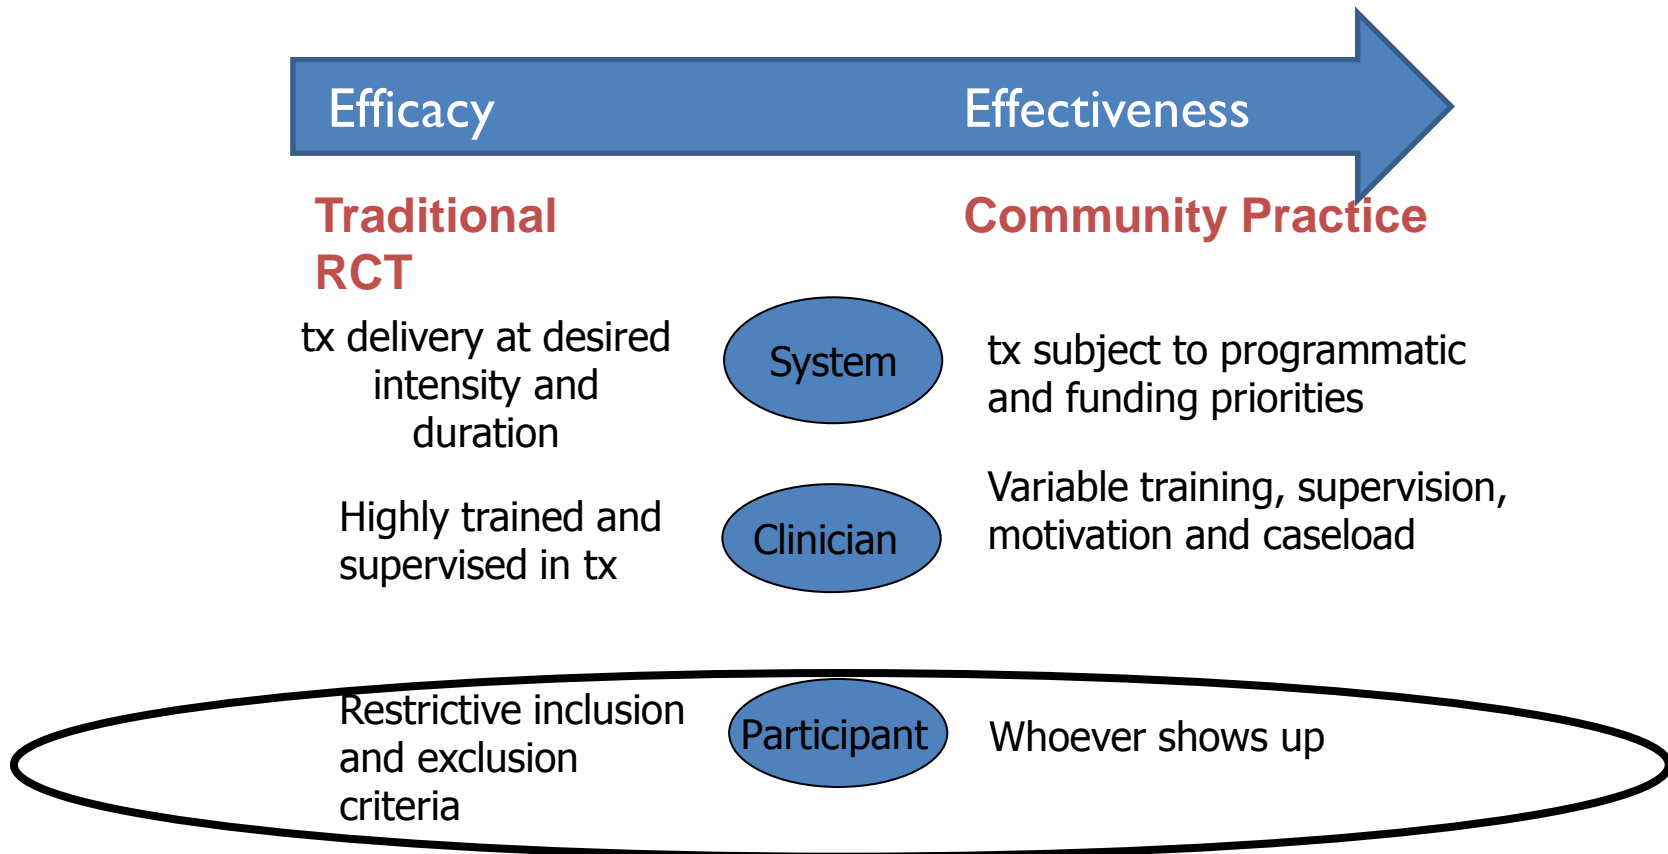 Efficacy
Effectiveness
Traditional
RCT
Community Practice
tx delivery at desired
intensity and
duration
System
tx subject to programmatic
and funding priorities
Highly trained and
supervised in tx
Clinician
Variable training, supervision,
motivation and caseload
Restrictive inclusion
and exclusion
criteria
Participant
Whoever shows up